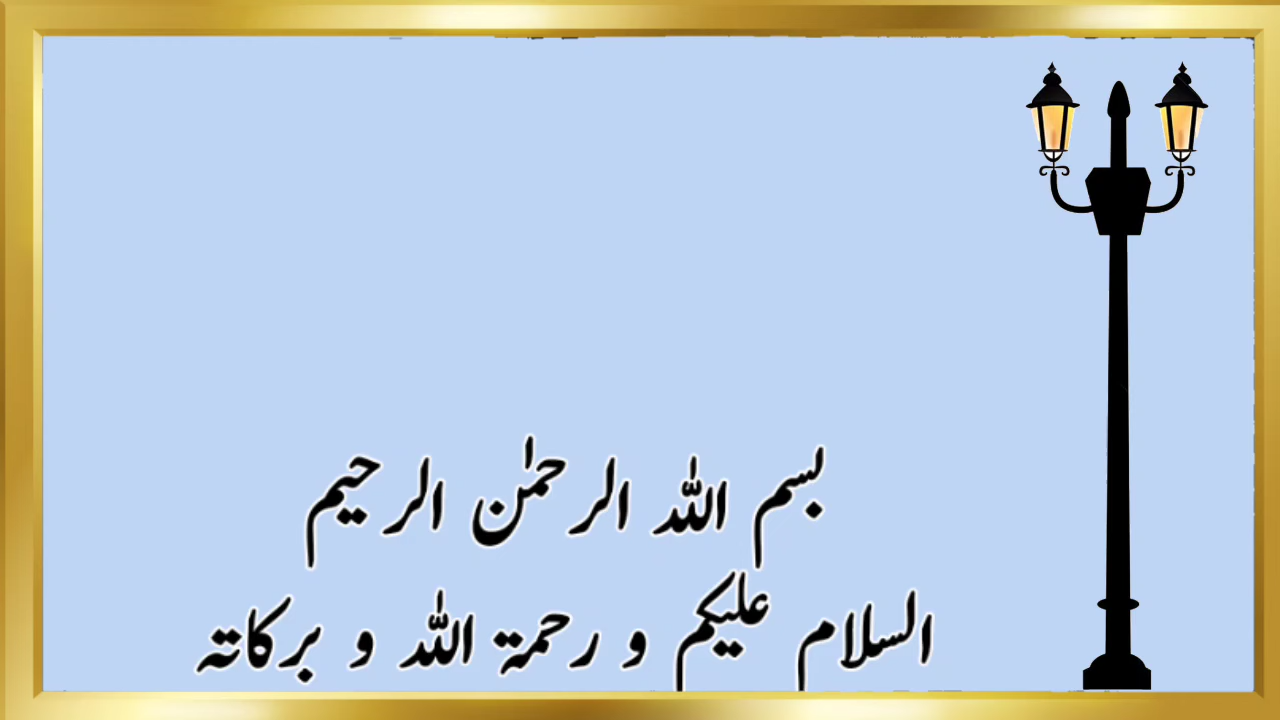 بسم اللہ الرحمٰن الرحیم
السلام علیکم و رحمۃ اللہ و برکاتہ